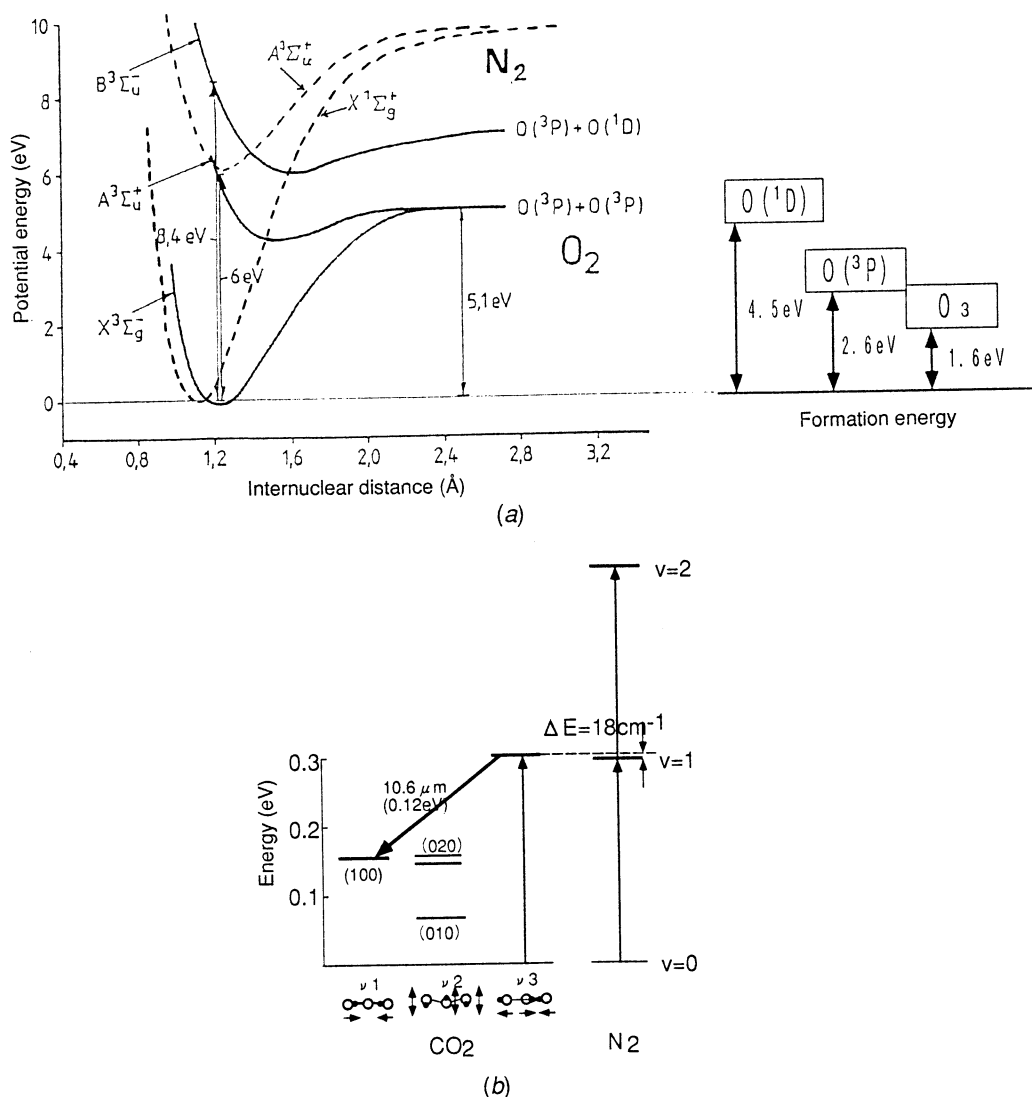 Potential energy (eV)
10
8
6
4
2
0
0,4
0,8
1,2
1,6
2,0
2,4
2,8
3,2
Internuclear distance (Å)
B³Σu⁻
A³Σu⁺
X³Σg⁻
A³Σu⁺
X¹Σg⁺
N₂
O(³P)+O(¹D)
O(³P)+O(³P)
O₂
8,4 eV
6 eV
5,1eV
O(¹D)
O(³P)
O₃
4.5eV
2.6eV
1.6eV
Formation energy
(a)
v=2
ΔE=18cm⁻¹
v=1
v=0
Energy (eV)
0.3
0.2
0.1
10.6 μm
(0.12eV)
(100)
(020)
(010)
ν1
ν2
ν3
CO₂
N₂
(b)